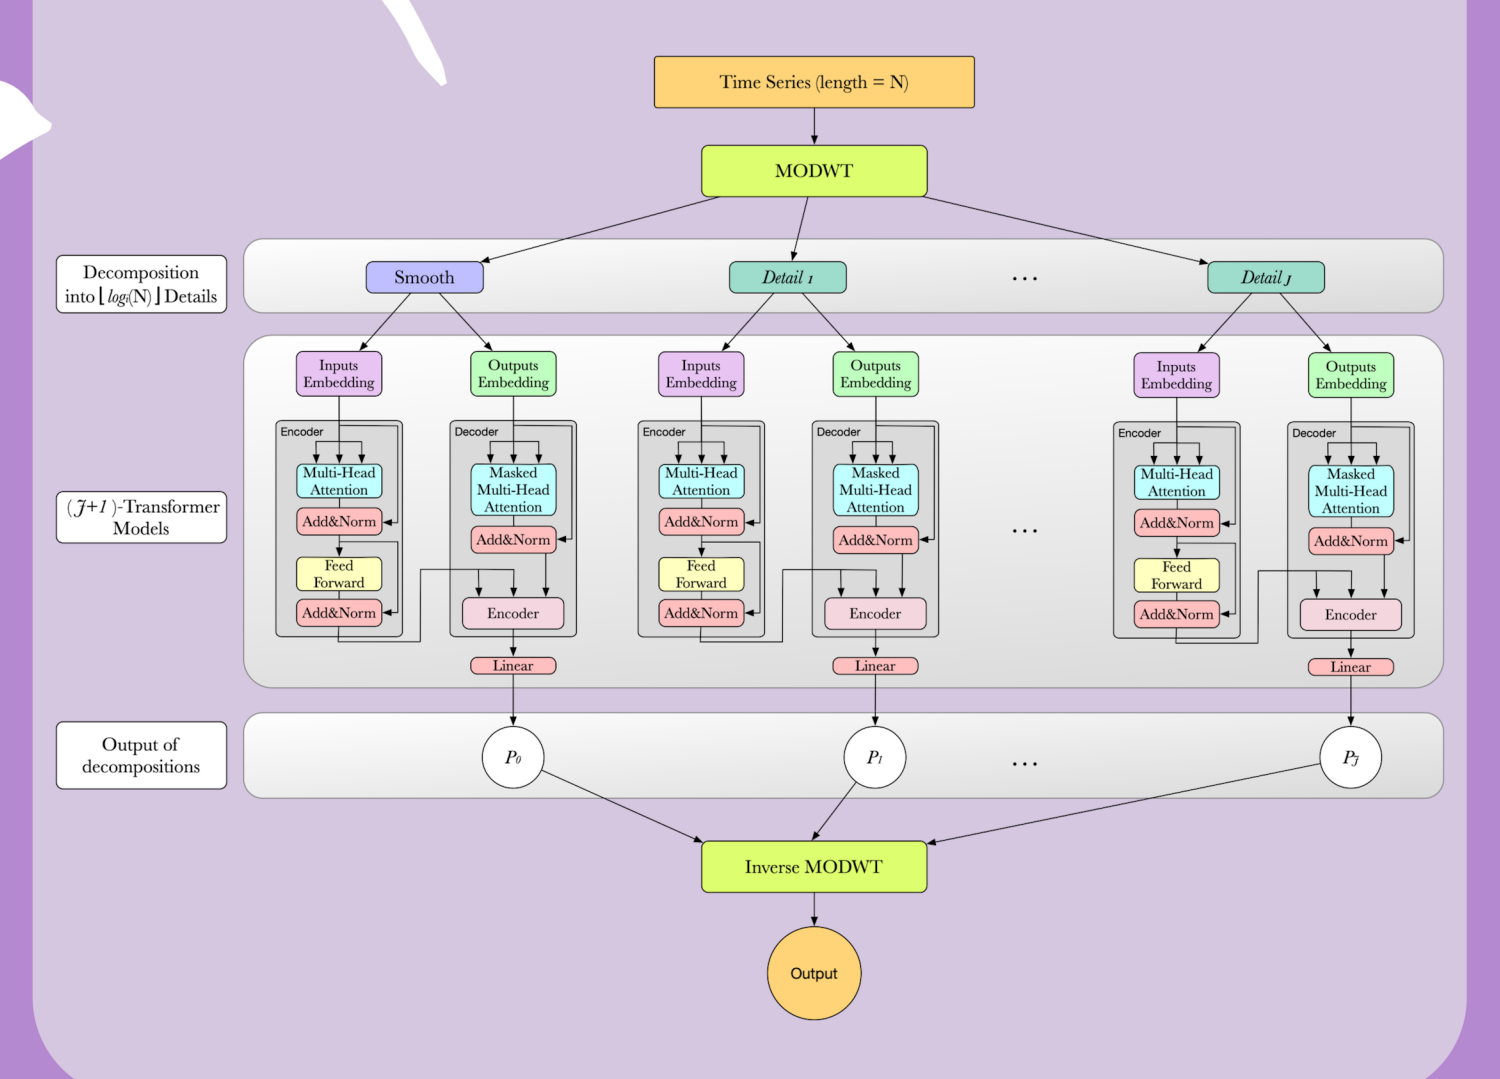 Time Series (length = N)
MODWT
Decomposition
into ⌊ logi(N) ⌋ Details
Smooth
Detail 1
...
Detail J
(J+1)-Transformer
Models
Inputs
Embedding
Outputs
Embedding
Encoder
Multi-Head
Attention
Add&Norm
Feed
Forward
Add&Norm
Decoder
Masked
Multi-Head
Attention
Add&Norm
Encoder
Linear
Inputs
Embedding
Outputs
Embedding
Encoder
Multi-Head
Attention
Add&Norm
Feed
Forward
Add&Norm
Decoder
Masked
Multi-Head
Attention
Add&Norm
Encoder
Linear
...
Inputs
Embedding
Outputs
Embedding
Encoder
Multi-Head
Attention
Add&Norm
Feed
Forward
Add&Norm
Decoder
Masked
Multi-Head
Attention
Add&Norm
Encoder
Linear
Output of
decompositions
P0
P1
...
PJ
Inverse MODWT
Output